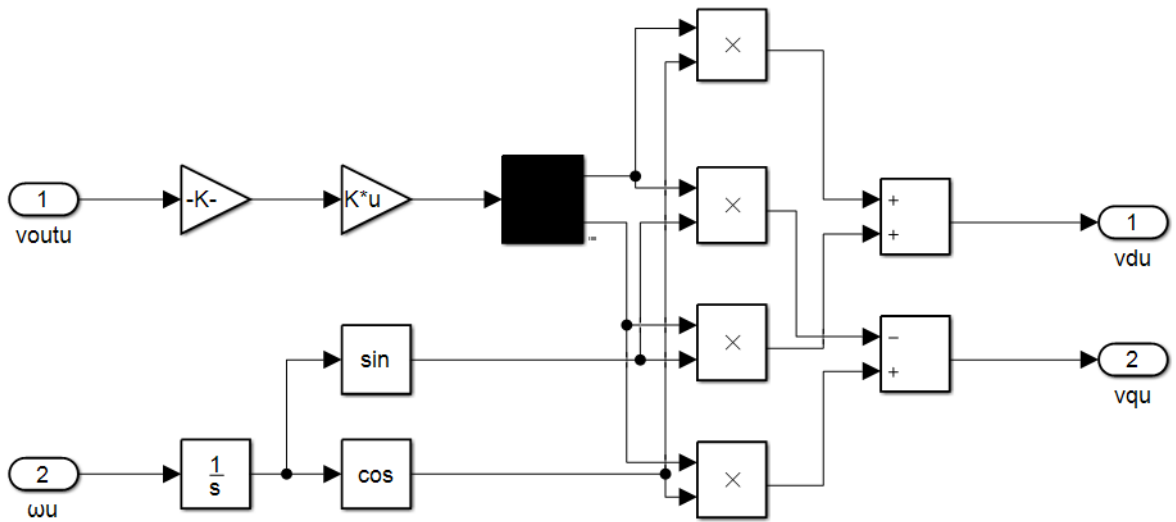 ×
1
voutu
-K-
K*u
×
+
+
1
vdu
×
−
+
2
vqu
sin
2
ωu
1
s
cos
×